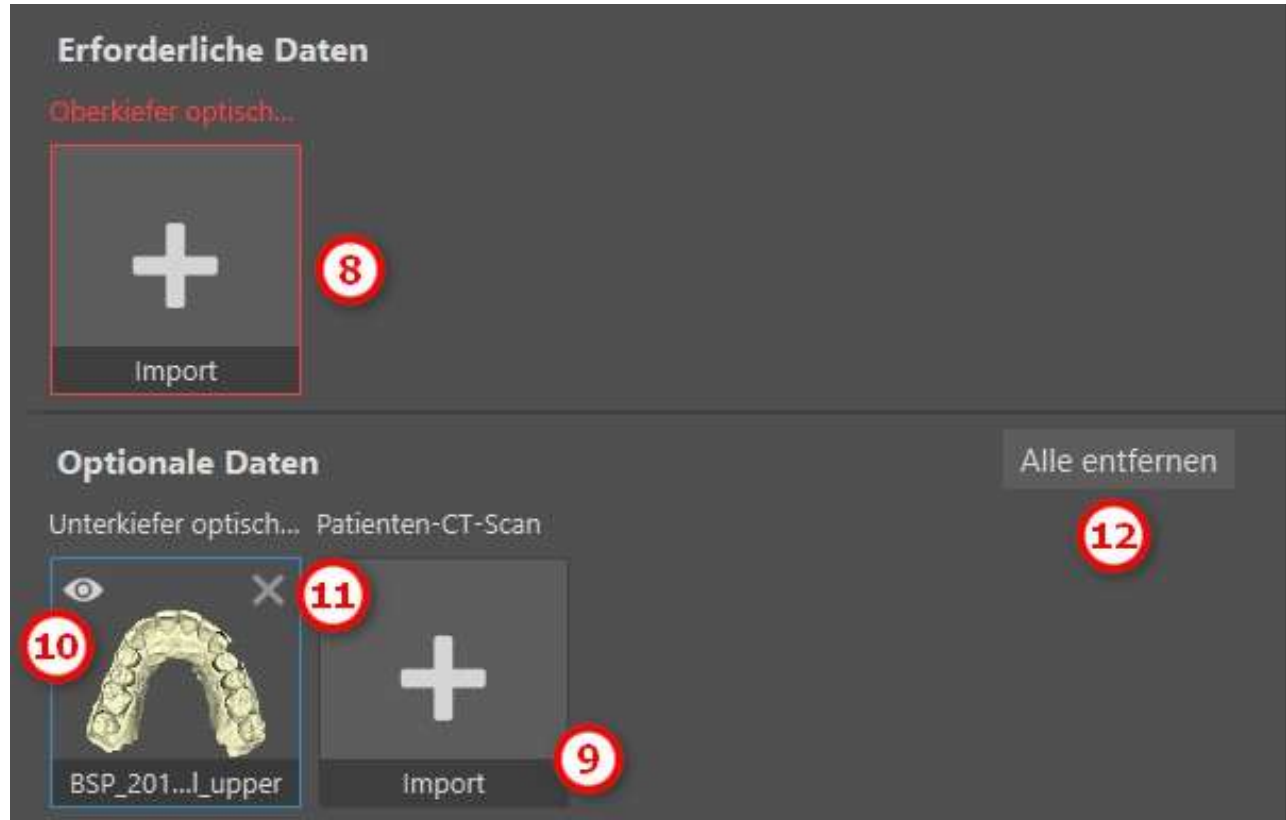 Erforderliche Daten
Oberkiefer optisch...
8
Import
Optionale Daten
Alle entfernen
12
Unterkiefer optisch... Patienten-CT-Scan
11
10
9
BSP_201...l_upper Import